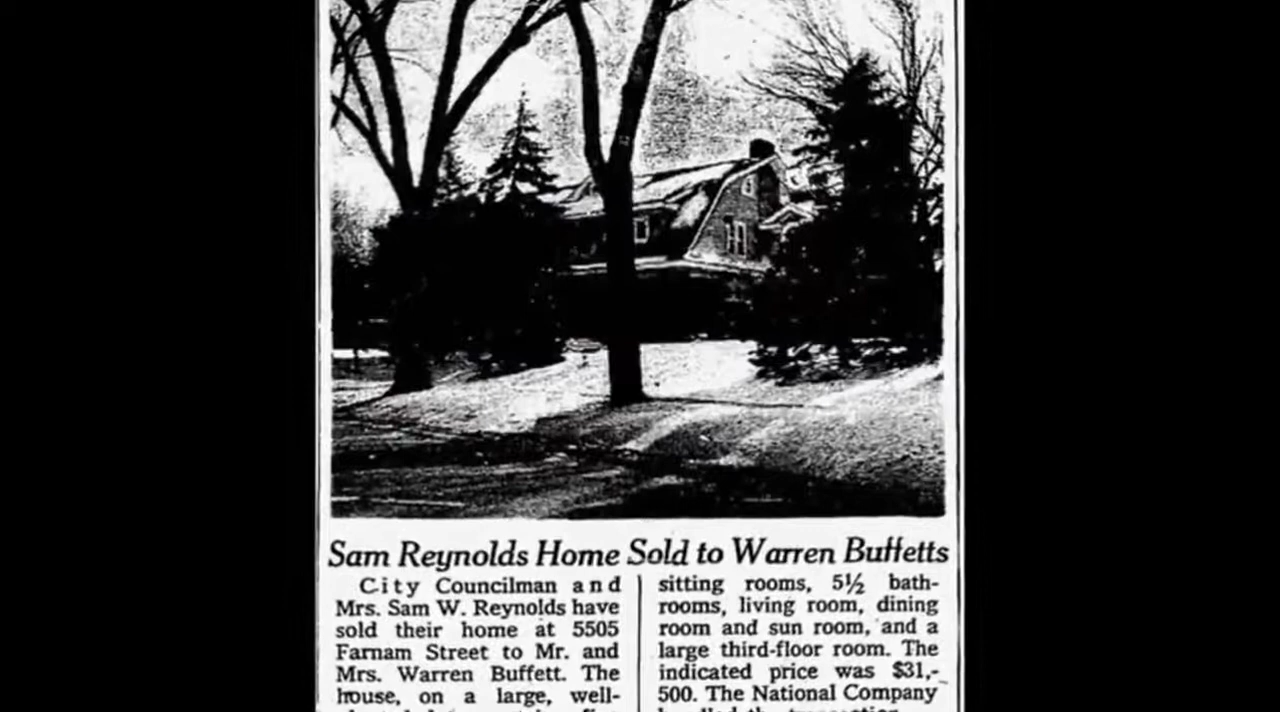 Sam Reynolds Home Sold to Warren Buffetts
City Councilman and
Mrs. Sam W. Reynolds have
sold their home at 5505
Farnam Street to Mr. and
Mrs. Warren Buffett. The
house, on a large, well-
sitting rooms, 5½ bath-
rooms, living room, dining
room and sun room, and a
large third-floor room. The
indicated price was $31,-
500. The National Company